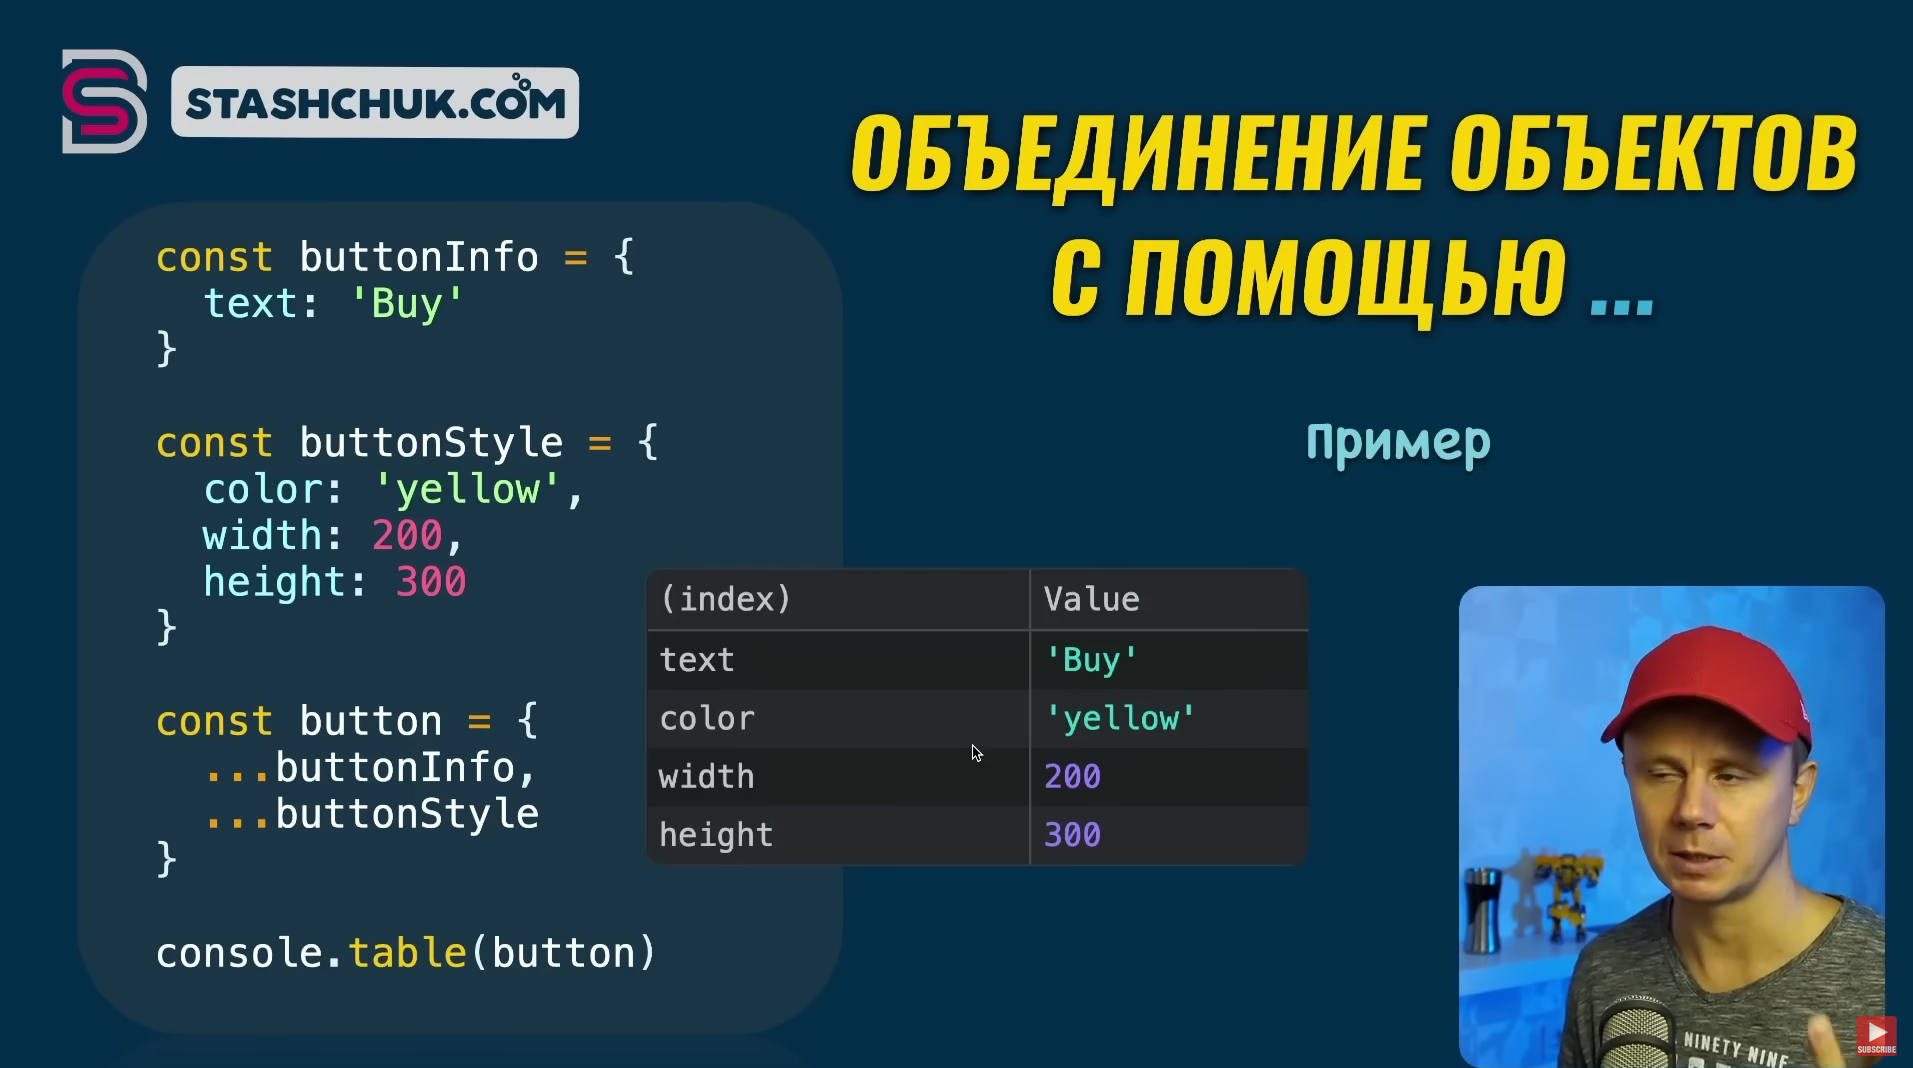 STASHCHUK.COM
ОБЪЕДИНЕНИЕ ОБЪЕКТОВ
С ПОМОЩЬЮ ...
Пример
const buttonInfo = {
  text: 'Buy'
}
const buttonStyle = {
  color: 'yellow',
  width: 200,
  height: 300
}
const button = {
  ...buttonInfo,
  ...buttonStyle
}
console.table(button)
(index) Value
text 'Buy'
color 'yellow'
width 200
height 300
NINETY NINE
SUBSCRIBE